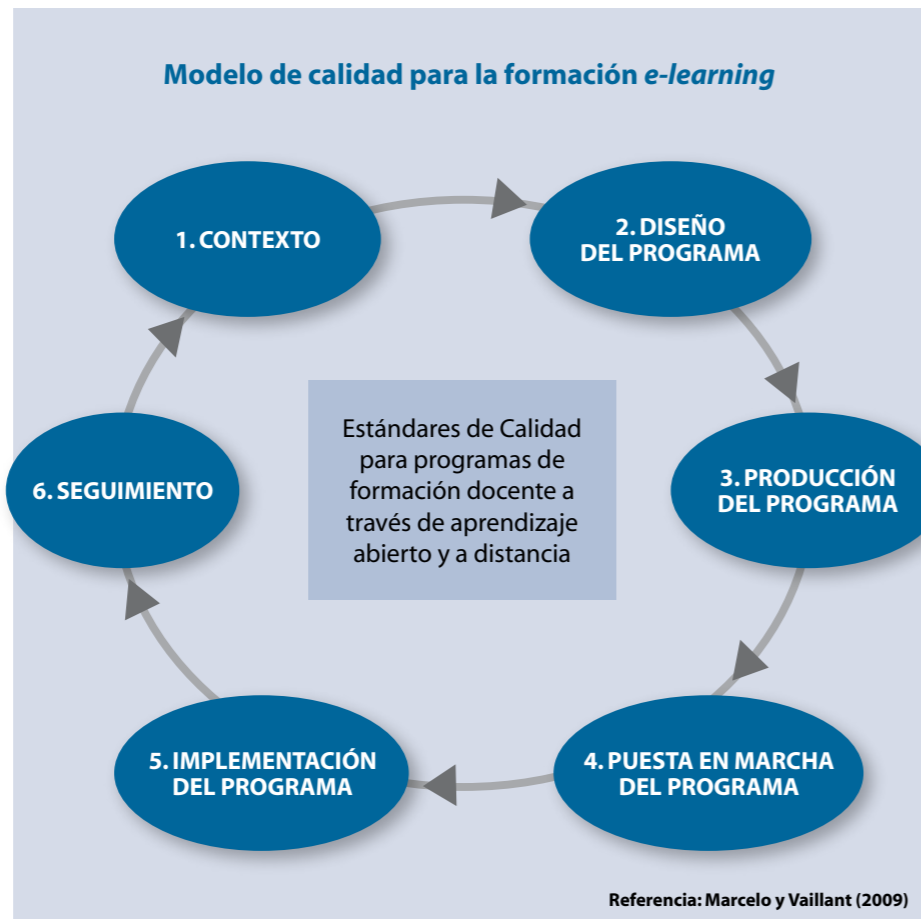 Modelo de calidad para la formación e-learning
1. CONTEXTO
2. DISEÑO
DEL PROGRAMA
3. PRODUCCIÓN
DEL PROGRAMA
4. PUESTA EN MARCHA
DEL PROGRAMA
5. IMPLEMENTACIÓN
DEL PROGRAMA
6. SEGUIMIENTO
Estándares de Calidad
para programas de
formación docente a
través de aprendizaje
abierto y a distancia
Referencia: Marcelo y Vaillant (2009)